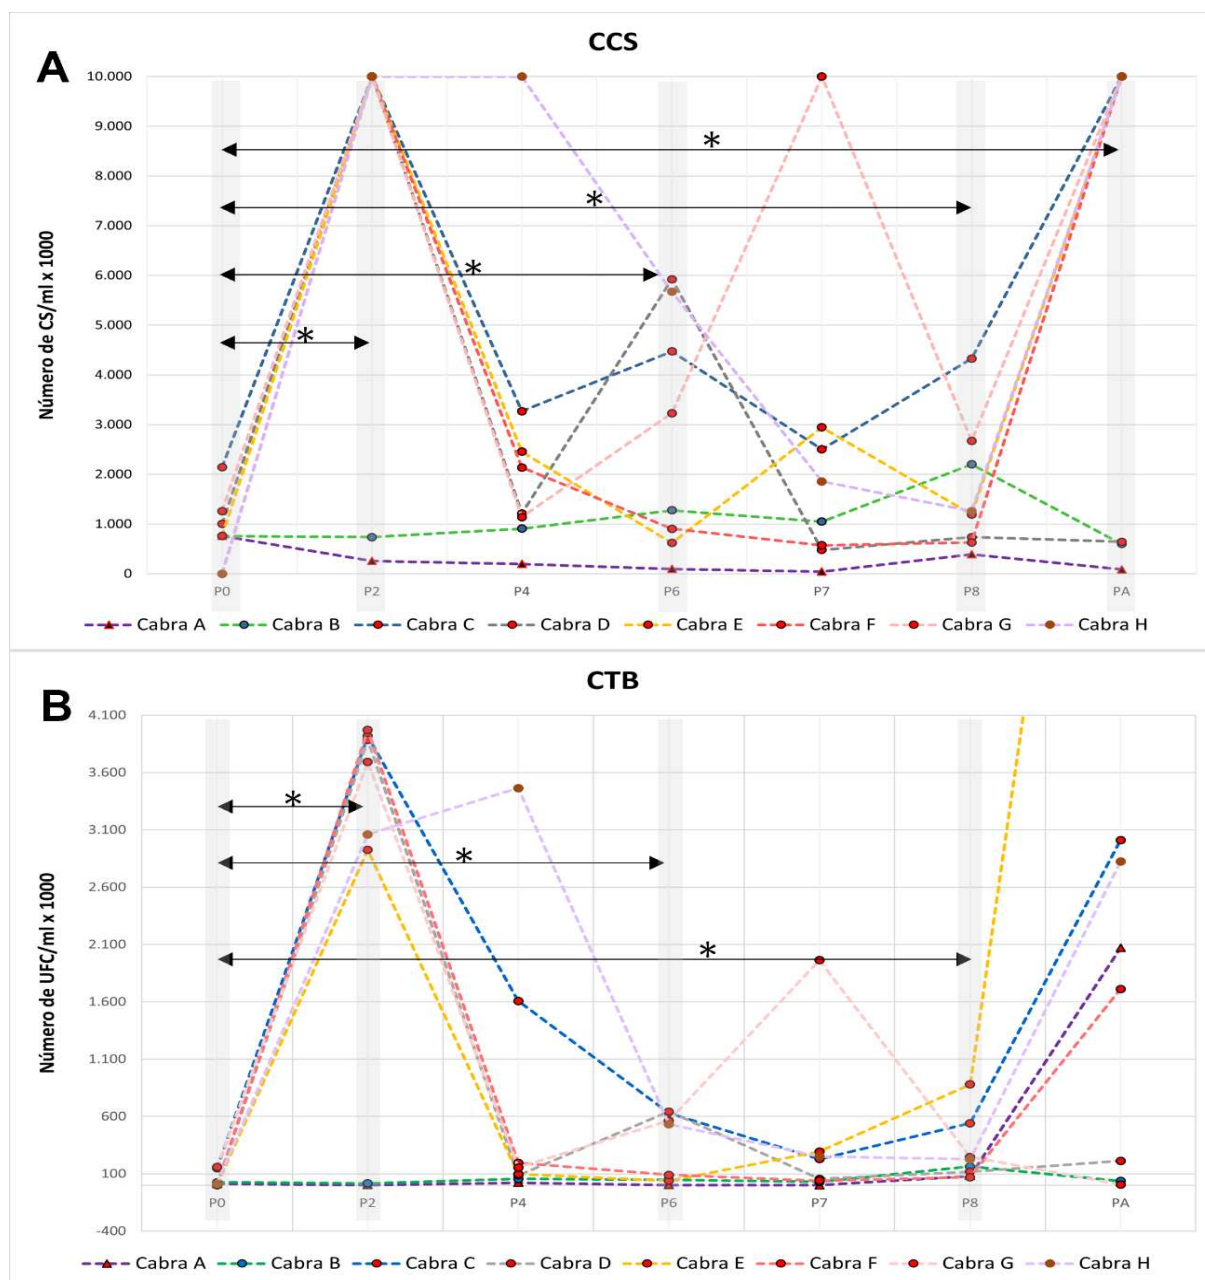 A
CCS
10.000
9.000
8.000
7.000
6.000
5.000
4.000
3.000
2.000
1.000
0
Número de CS/ml x 1000
*
*
*
*
P0 P2 P4 P6 P7 P8 PA
Cabra A Cabra B Cabra C Cabra D Cabra E Cabra F Cabra G Cabra H
B
CTB
4.100
3.600
3.100
2.600
2.100
1.600
1.100
600
100
-400
Número de UFC/ml x 1000
*
*
*
P0 P2 P4 P6 P7 P8 PA
Cabra A Cabra B Cabra C Cabra D Cabra E Cabra F Cabra G Cabra H